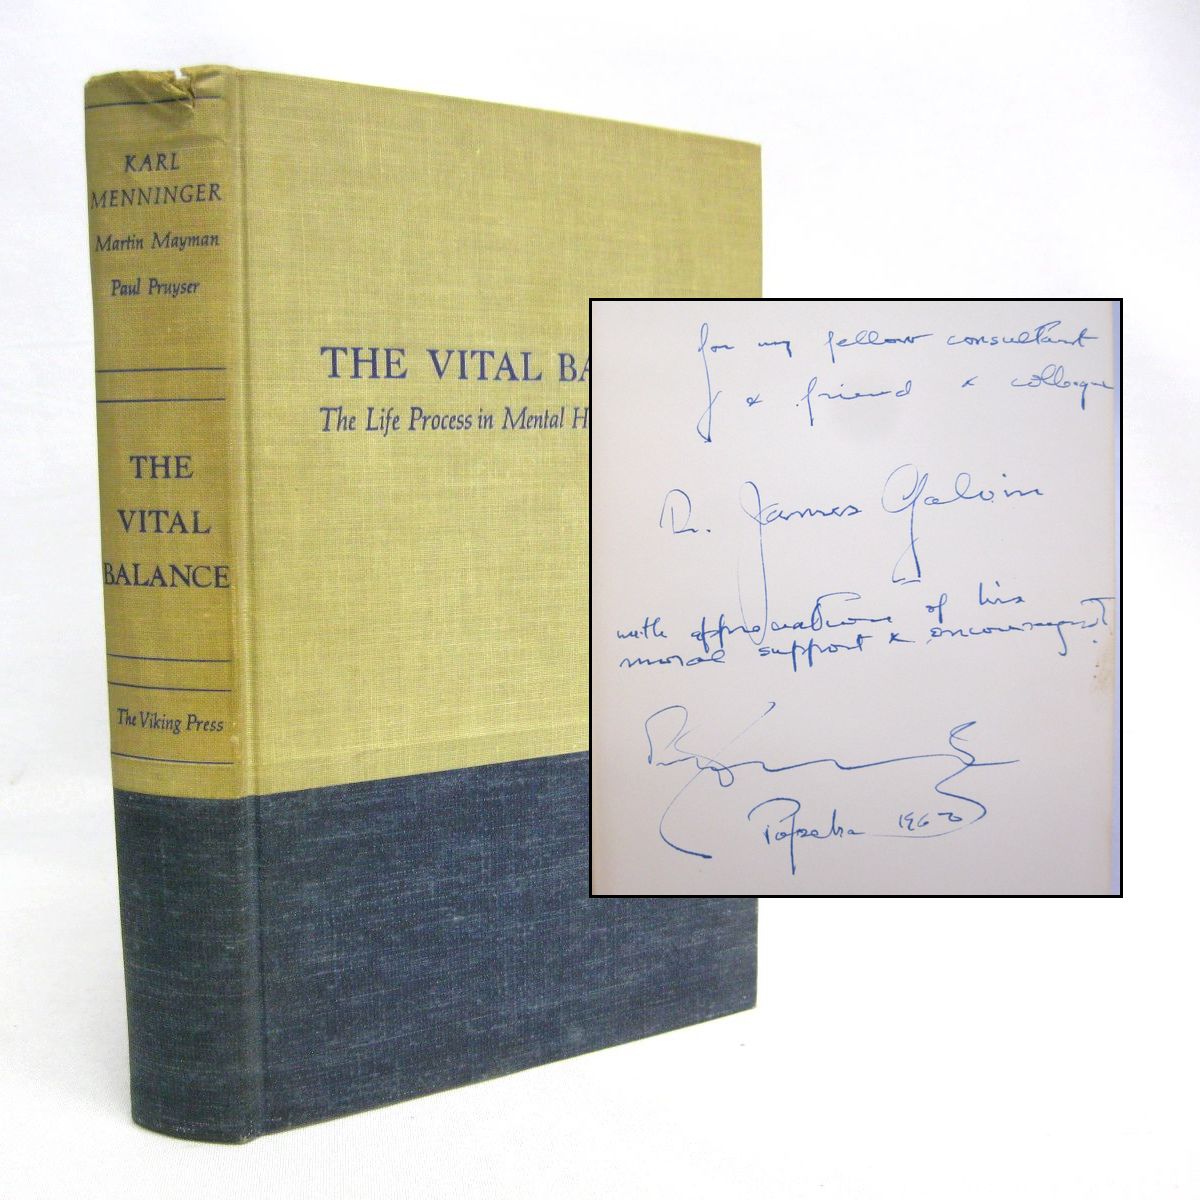 KARL
MENNINGER
Martin Mayman
Paul Pruyser
THE
VITAL
BALANCE
The Viking Press
THE VITAL BA
The Life Process in Mental H
for my fellow consultant
& friend & colleague
Dr. James Galvin
with appreciation of his
moral support & encouragement
Topeka